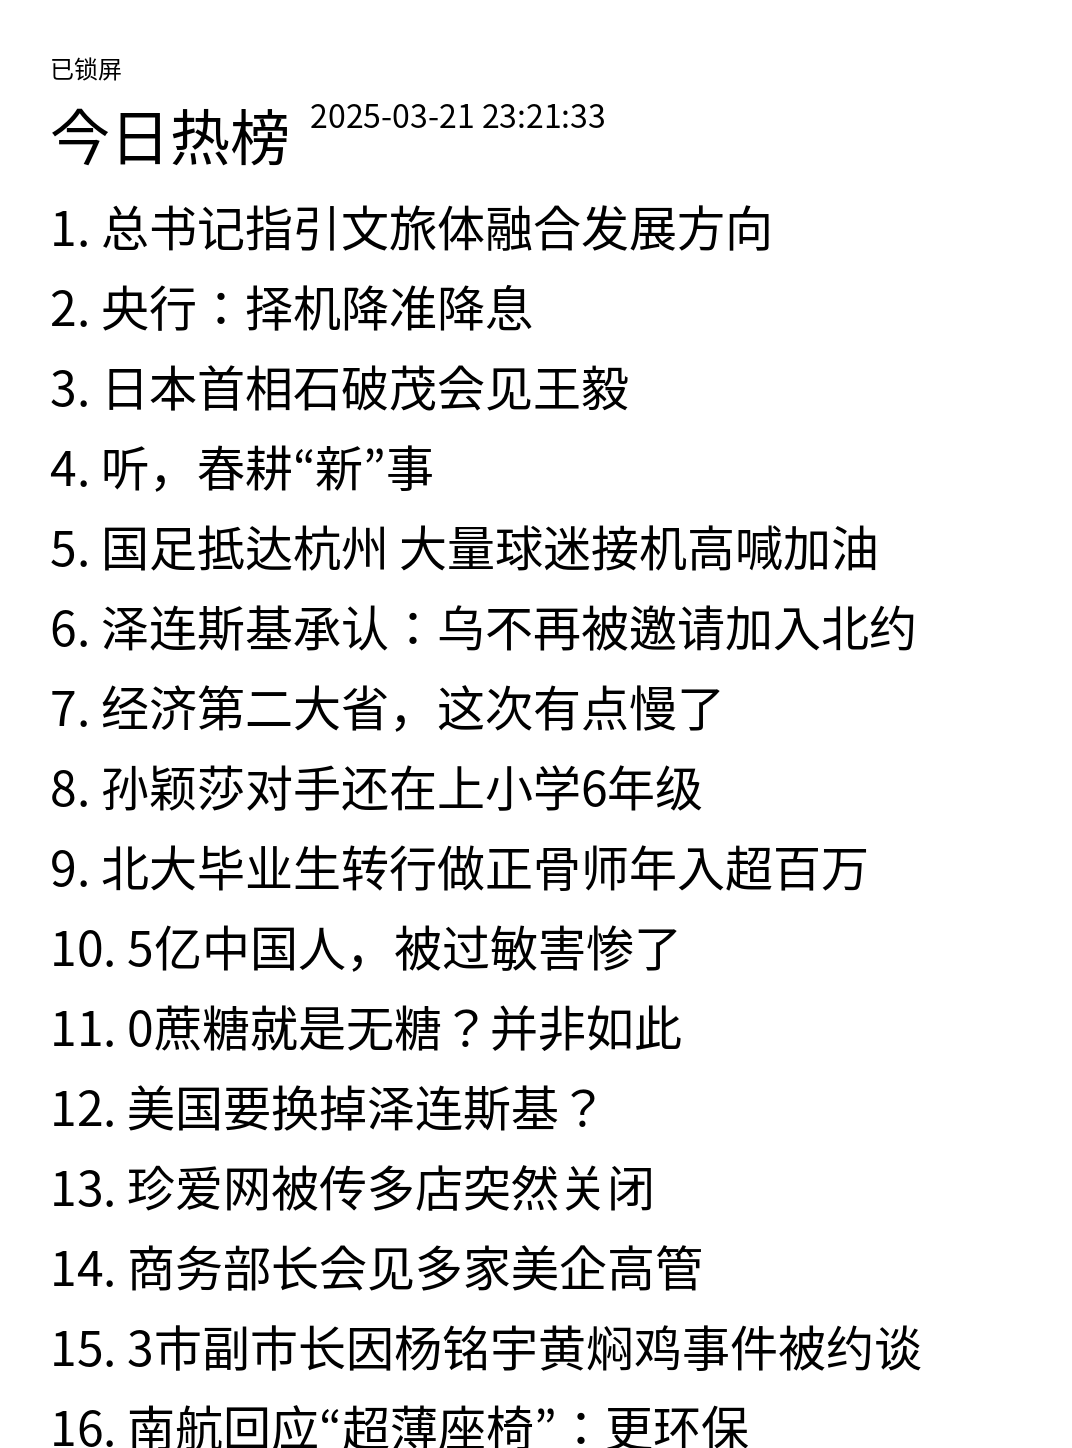 已锁屏
今日热榜 2025-03-21 23:21:33
1. 总书记指引文旅体融合发展方向
2. 央行：择机降准降息
3. 日本首相石破茂会见王毅
4. 听，春耕“新”事
5. 国足抵达杭州 大量球迷接机高喊加油
6. 泽连斯基承认：乌不再被邀请加入北约
7. 经济第二大省，这次有点慢了
8. 孙颖莎对手还在上小学6年级
9. 北大毕业生转行做正骨师年入超百万
10. 5亿中国人，被过敏害惨了
11. 0蔗糖就是无糖？并非如此
12. 美国要换掉泽连斯基？
13. 珍爱网被传多店突然关闭
14. 商务部长会见多家美企高管
15. 3市副市长因杨铭宇黄焖鸡事件被约谈
16. 南航回应“超薄座椅”：更环保